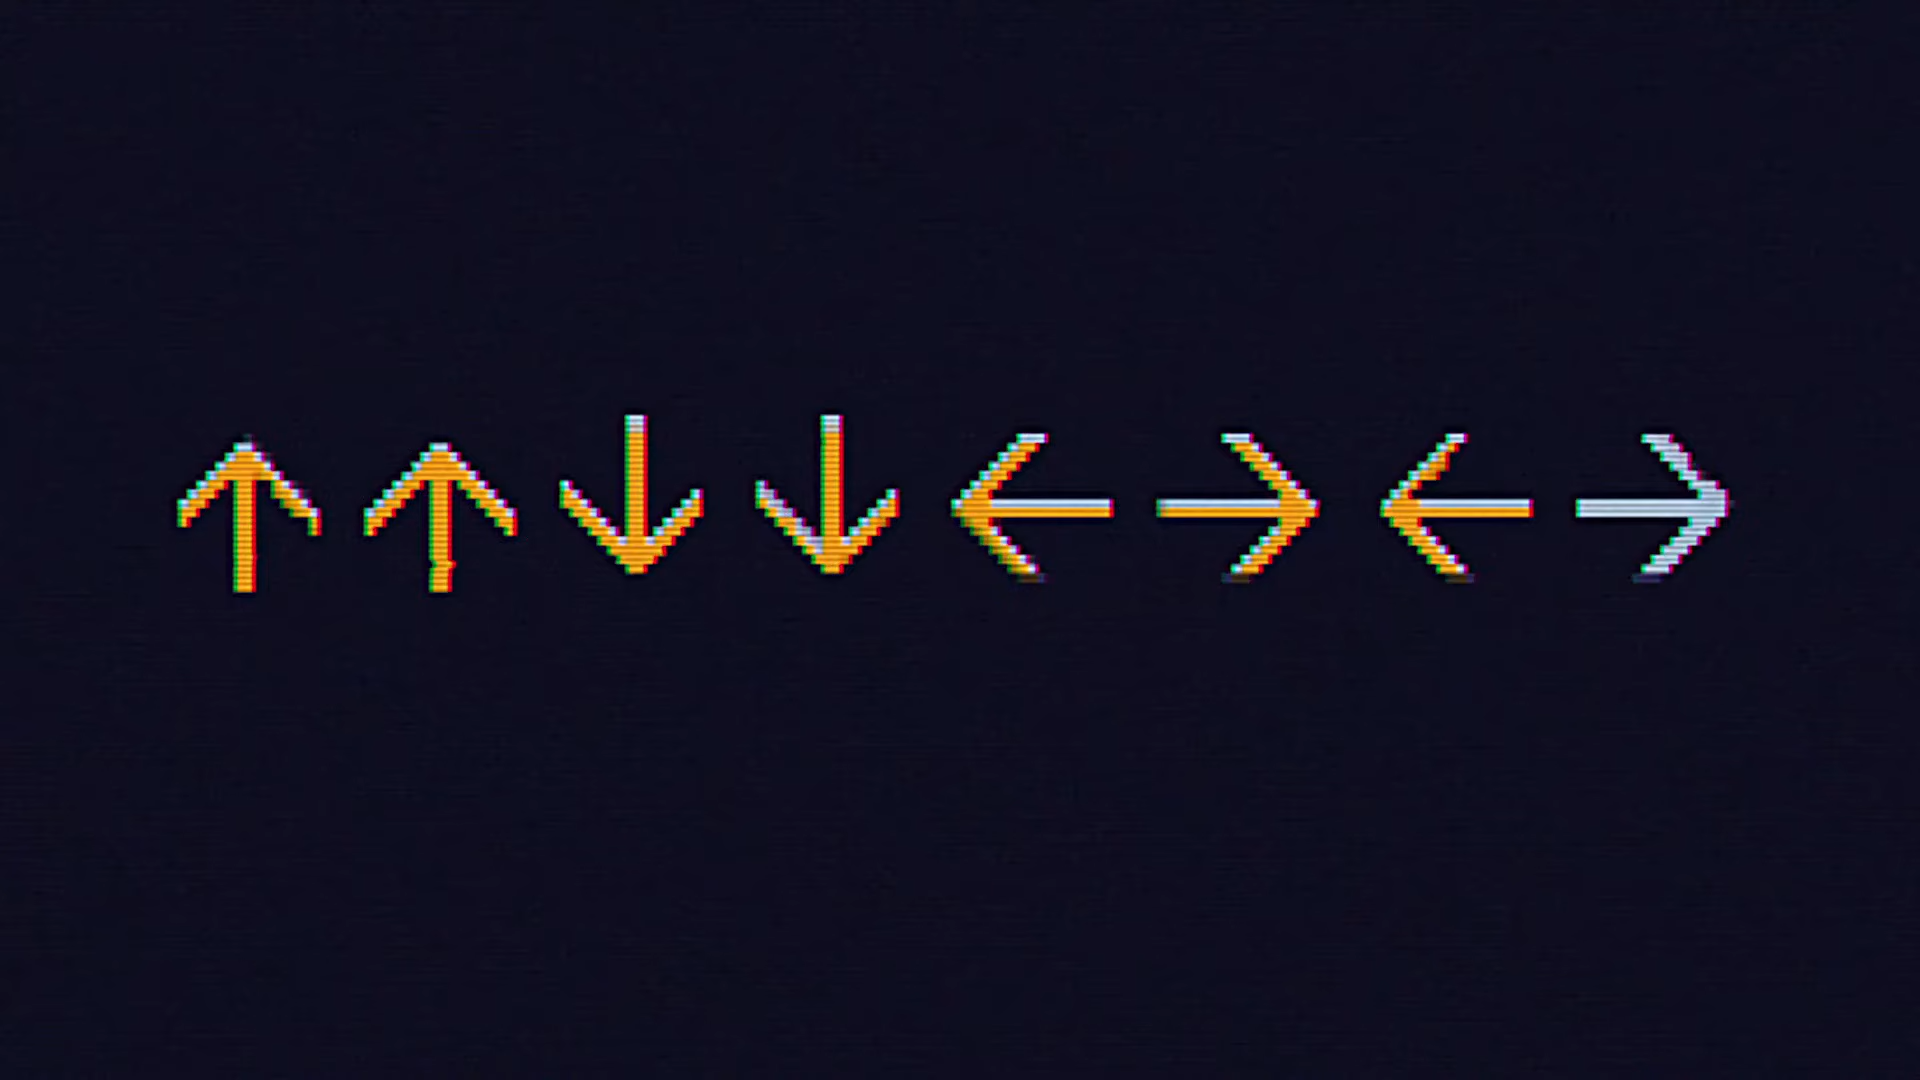 ↑ ↑ ↓ ↓ ← → ← →